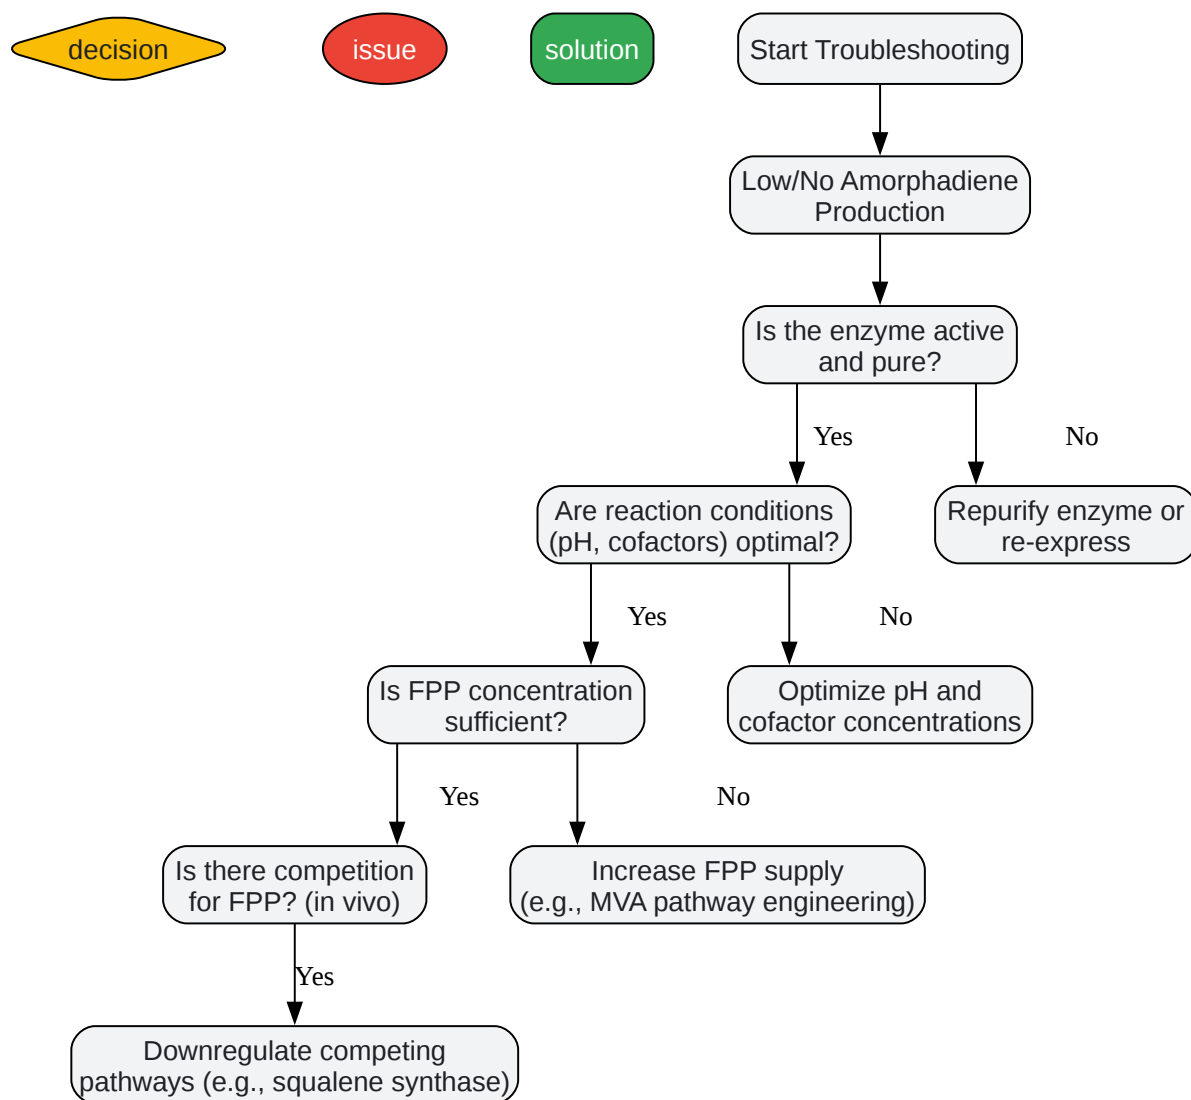 decision
issue
solution
Start Troubleshooting
Low/No Amorphadiene
Production
Is the enzyme active
and pure?
Yes
No
Are reaction conditions
(pH, cofactors) optimal?
Repurify enzyme or
re-express
Yes
No
Is FPP concentration
sufficient?
Optimize pH and
cofactor concentrations
Yes
No
Is there competition
for FPP? (in vivo)
Increase FPP supply
(e.g., MVA pathway engineering)
Yes
Downregulate competing
pathways (e.g., squalene synthase)